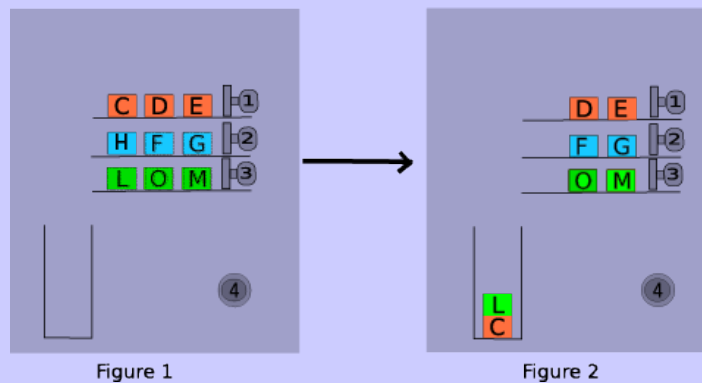 C D E 1
H F G 2
L O M 3
4
Figure 1
D E 1
F G 2
O M 3
4
L
C
Figure 2